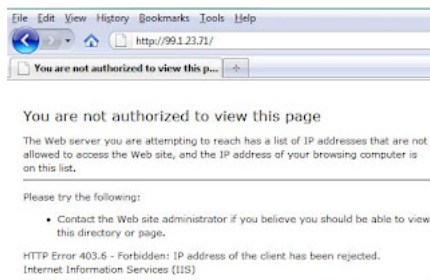 File Edit View History Bookmarks Tools Help
http://99.1.23.71/
You are not authorized to view this p...
You are not authorized to view this page
The Web server you are attempting to reach has a list of IP addresses that are not
allowed to access the Web site, and the IP address of your browsing computer is
on this list.
Please try the following:
• Contact the Web site administrator if you believe you should be able to view
this directory or page.
HTTP Error 403.6 - Forbidden: IP address of the client has been rejected.
Internet Information Services (IIS)